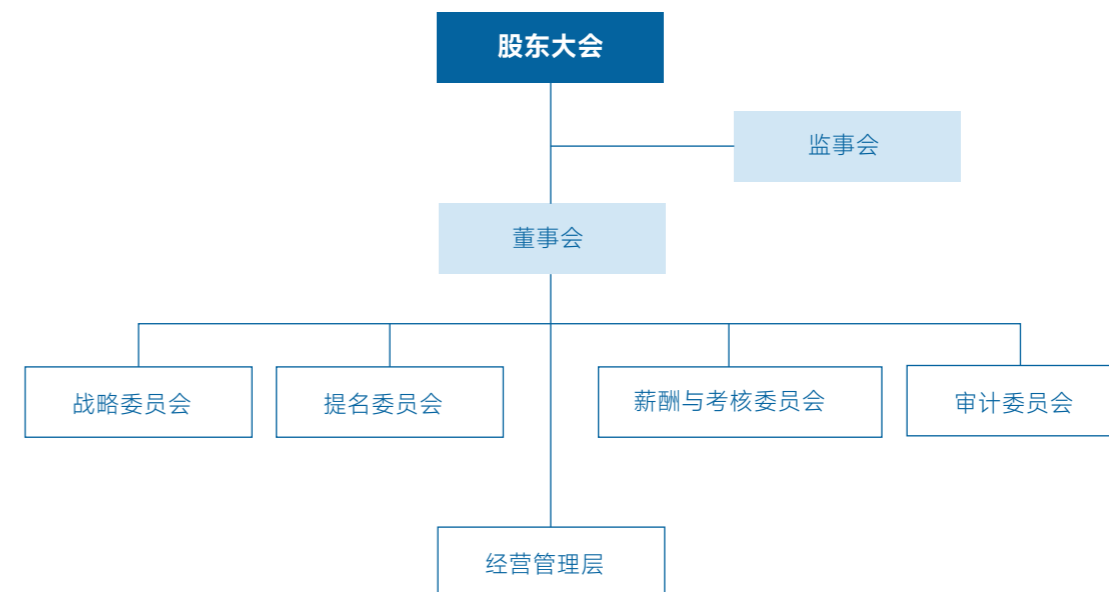 股东大会
监事会
董事会
战略委员会
提名委员会
薪酬与考核委员会
审计委员会
经营管理层